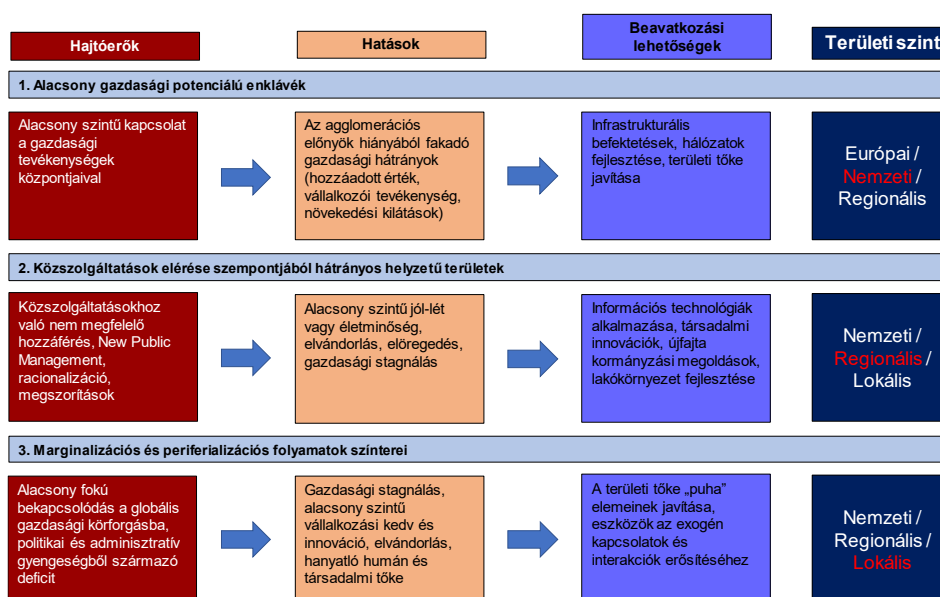 Hajtóerők
Hatások
Beavatkozási
lehetőségek
Területi szint
1. Alacsony gazdasági potenciálú enklávék
Alacsony szintű kapcsolat
a gazdasági
tevékenységek
központjaival
Az agglomerációs
előnyök hiányából fakadó
gazdasági hátrányok
(hozzáadott érték,
vállalkozói tevékenység,
növekedési kilátások)
Infrastrukturális
befektetések, hálózatok
fejlesztése, területi tőke
javítása
Európai /
Nemzeti /
Regionális
2. Közszolgáltatások elérése szempontjából hátrányos helyzetű területek
Közszolgáltatásokhoz
való nem megfelelő
hozzáférés, New Public
Management,
racionalizáció,
megszorítások
Alacsony szintű jól-lét
vagy életminőség,
elvándorlás, elöregedés,
gazdasági stagnálás
Információs technológiák
alkalmazása, társadalmi
innovációk, újfajta
kormányzási megoldások,
lakókörnyezet fejlesztése
Nemzeti /
Regionális /
Lokális
3. Marginalizációs és periferializációs folyamatok színterei
Alacsony fokú
bekapcsolódás a globális
gazdasági körforgásba,
politikai és adminisztratív
gyengeségből származó
deficit
Gazdasági stagnálás,
alacsony szintű
vállalkozási kedv és
innováció, elvándorlás,
hanyatló humán és
társadalmi tőke
A területi tőke „puha”
elemeinek javítása,
eszközök az exogén
kapcsolatok és
interakciók erősítéséhez
Nemzeti /
Regionális /
Lokális